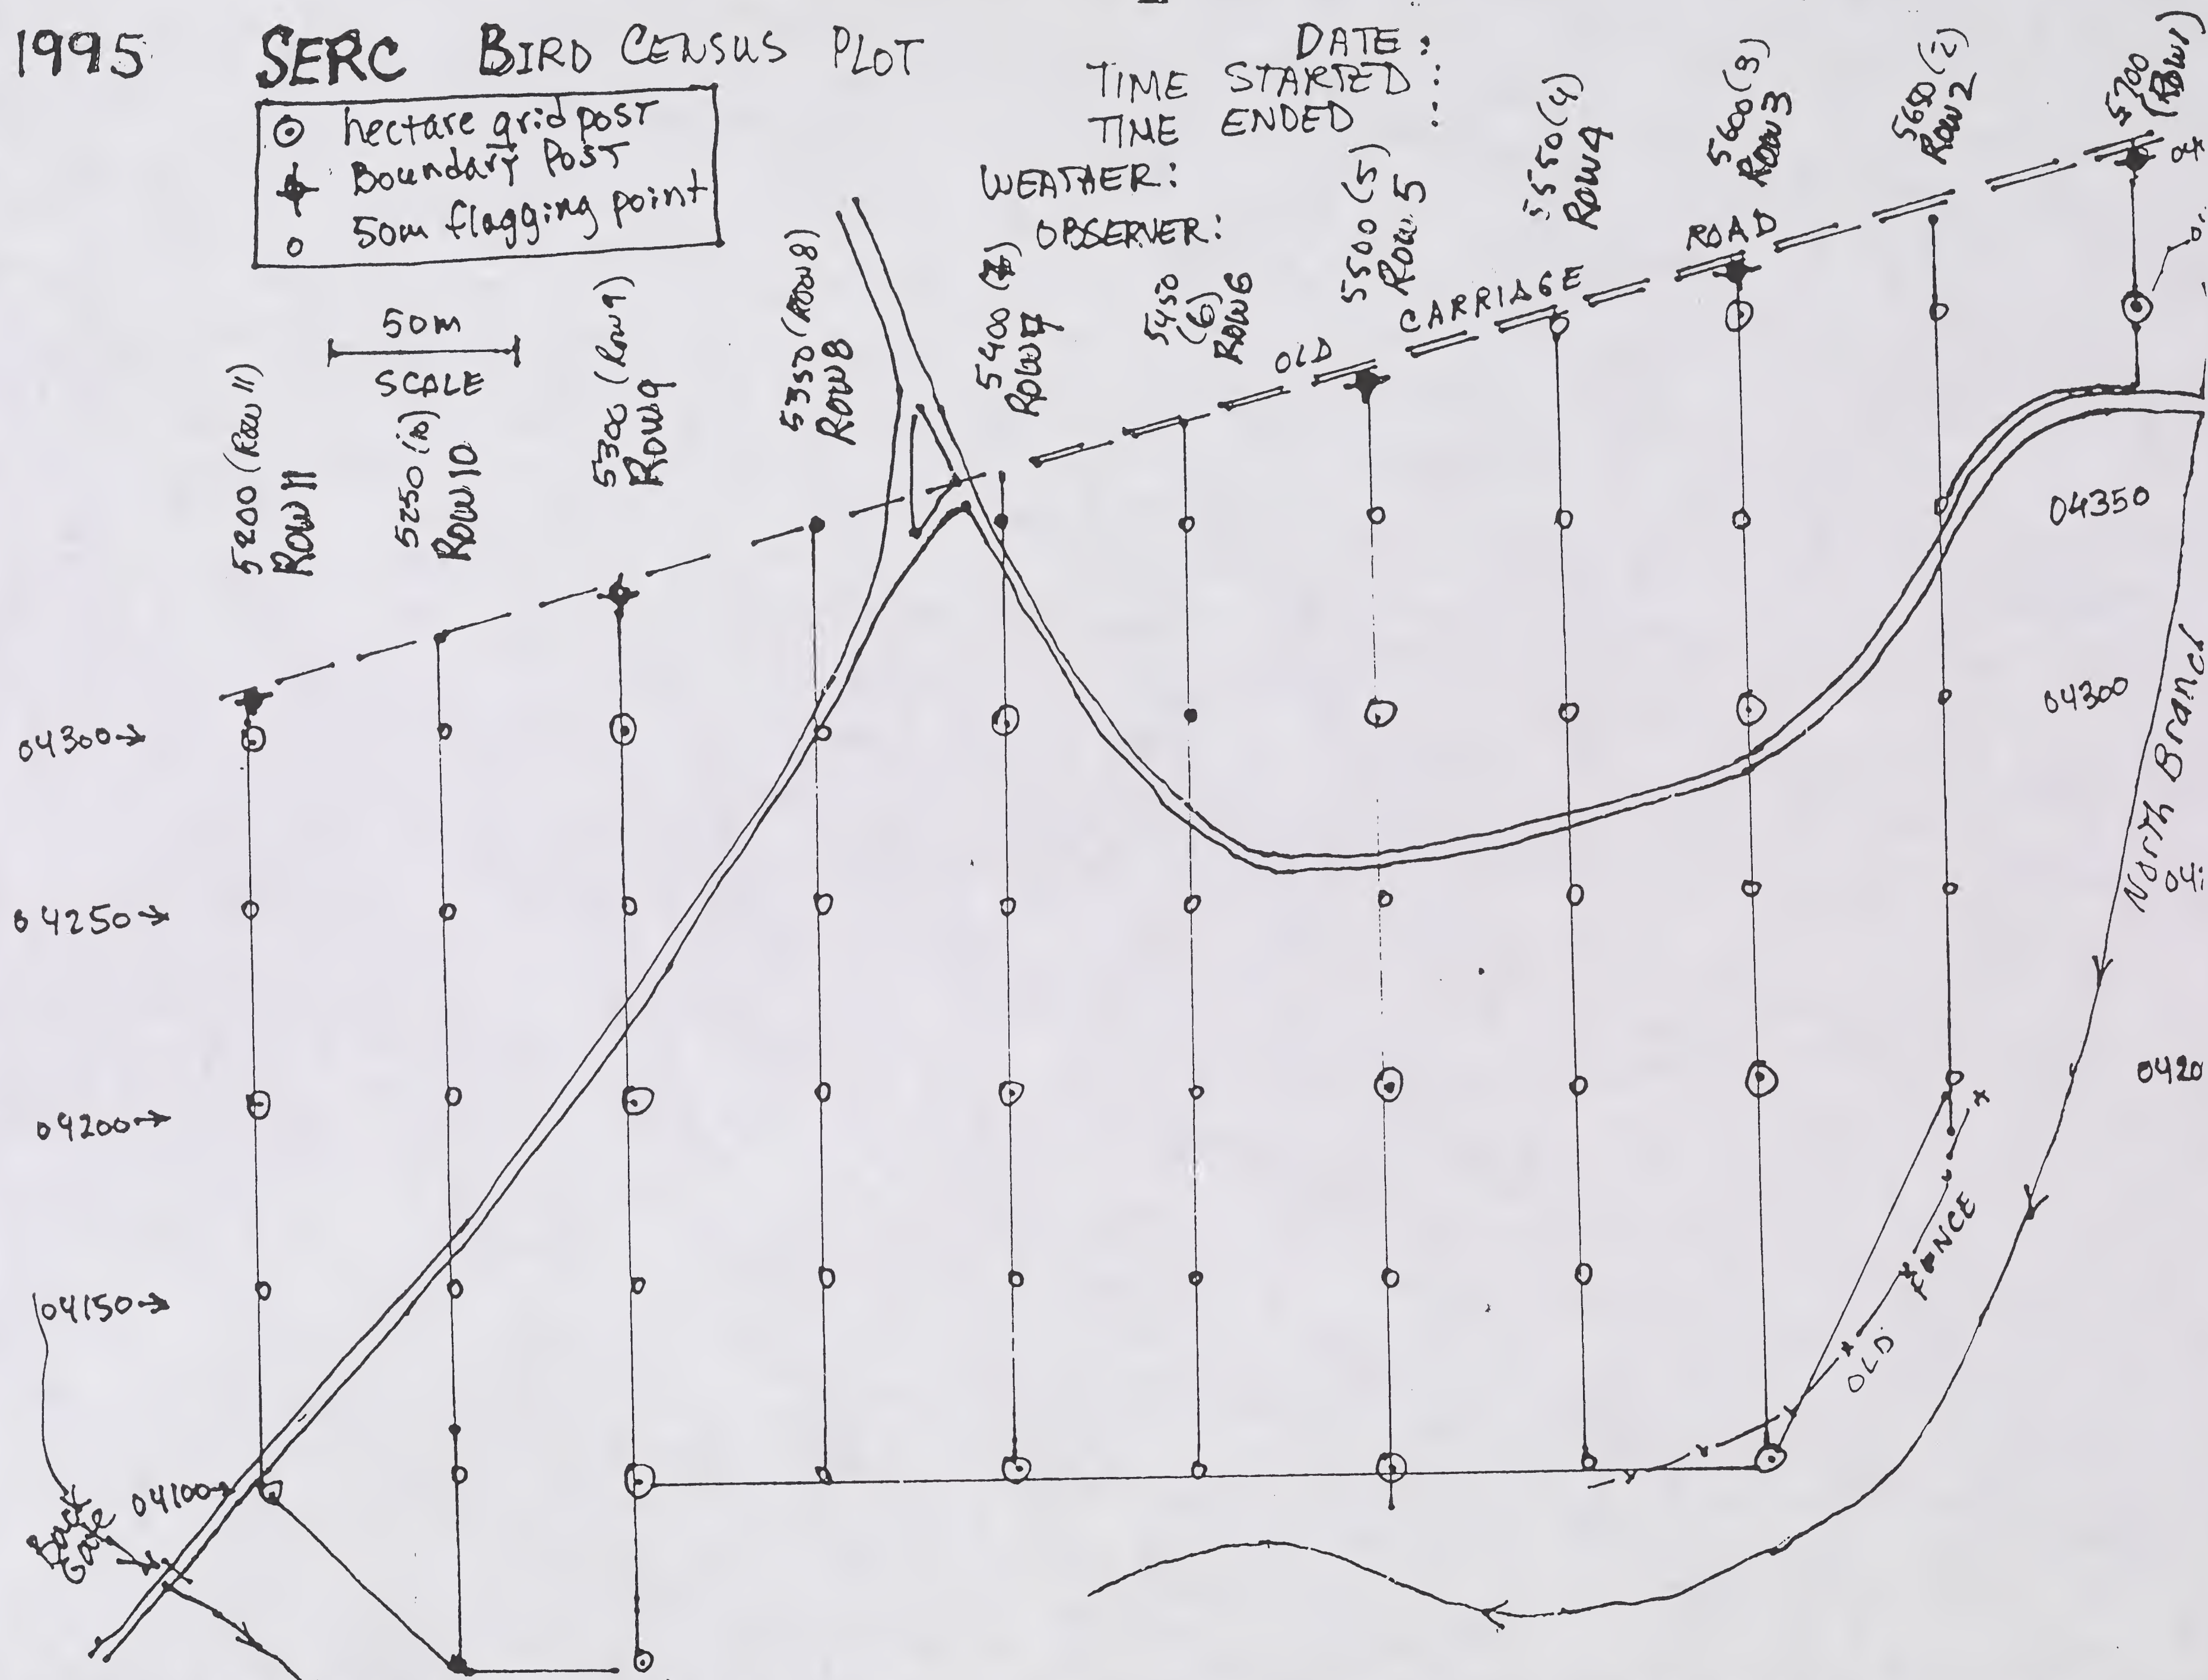 1995 SERC BIRD CENSUS PLOT
hectare grid post
Boundary Post
50m flagging point
DATE :
TIME STARTED :
TIME ENDED :
WEATHER:
OBSERVER:
50m
SCALE
5200 (Row 11)
Row 11
5250 (10)
Row 10
5300 (Row 9)
Row 9
5350 (Row 8)
Row 8
5400 (7)
Row 7
5450
(6)
Row 6
5500 (5)
Row 5
5550 (4)
Row 4
5600 (3)
Row 3
5650 (2)
Row 2
5700
(Row 1)
OLD CARRIAGE ROAD
04350
04300→
04300
North Branch
04250→
04200→
0420
04150→
04100→
OLD FENCE
Back
Gate